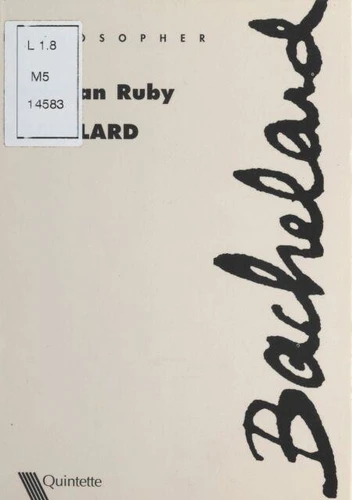 OSOPHER
L 1.8
M5
14583
an Ruby
LARD
Bachelard
Quintette